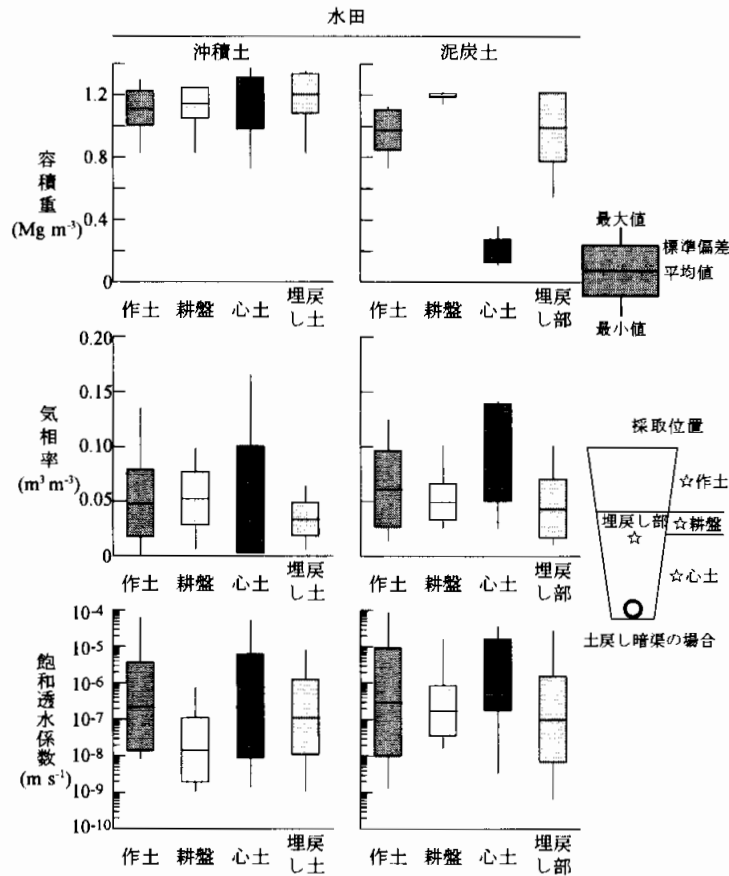 水田
沖積土
泥炭土
容積重
(Mg m⁻³)
1.2
0.8
0.4
0
作土
耕盤
心土
埋戻し土
作土
耕盤
心土
埋戻し部
最大値
標準偏差
平均値
最小値
気相率
(m³ m⁻³)
0.20
0.15
0.10
0.05
0
作土
耕盤
心土
埋戻し土
作土
耕盤
心土
埋戻し部
採取位置
☆作土
埋戻し部
☆耕盤
☆
☆心土
土戻し暗渠の場合
飽和透水係数
(m s⁻¹)
10⁻⁴
10⁻⁵
10⁻⁶
10⁻⁷
10⁻⁸
10⁻⁹
10⁻¹⁰
作土
耕盤
心土
埋戻し土
作土
耕盤
心土
埋戻し部